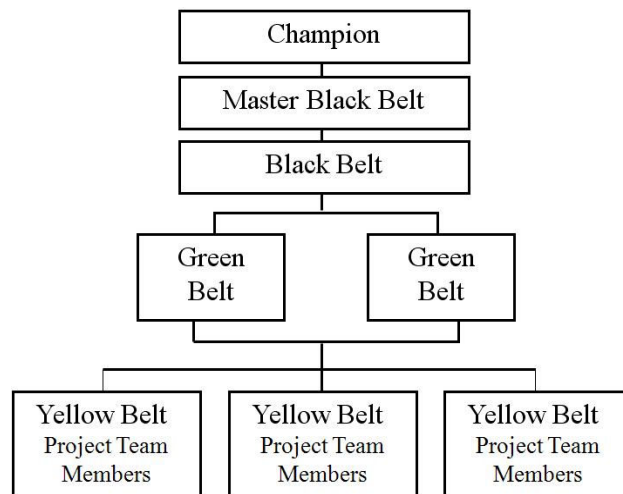 Champion
Master Black Belt
Black Belt
Green
Belt
Green
Belt
Yellow Belt
Project Team
Members
Yellow Belt
Project Team
Members
Yellow Belt
Project Team
Members